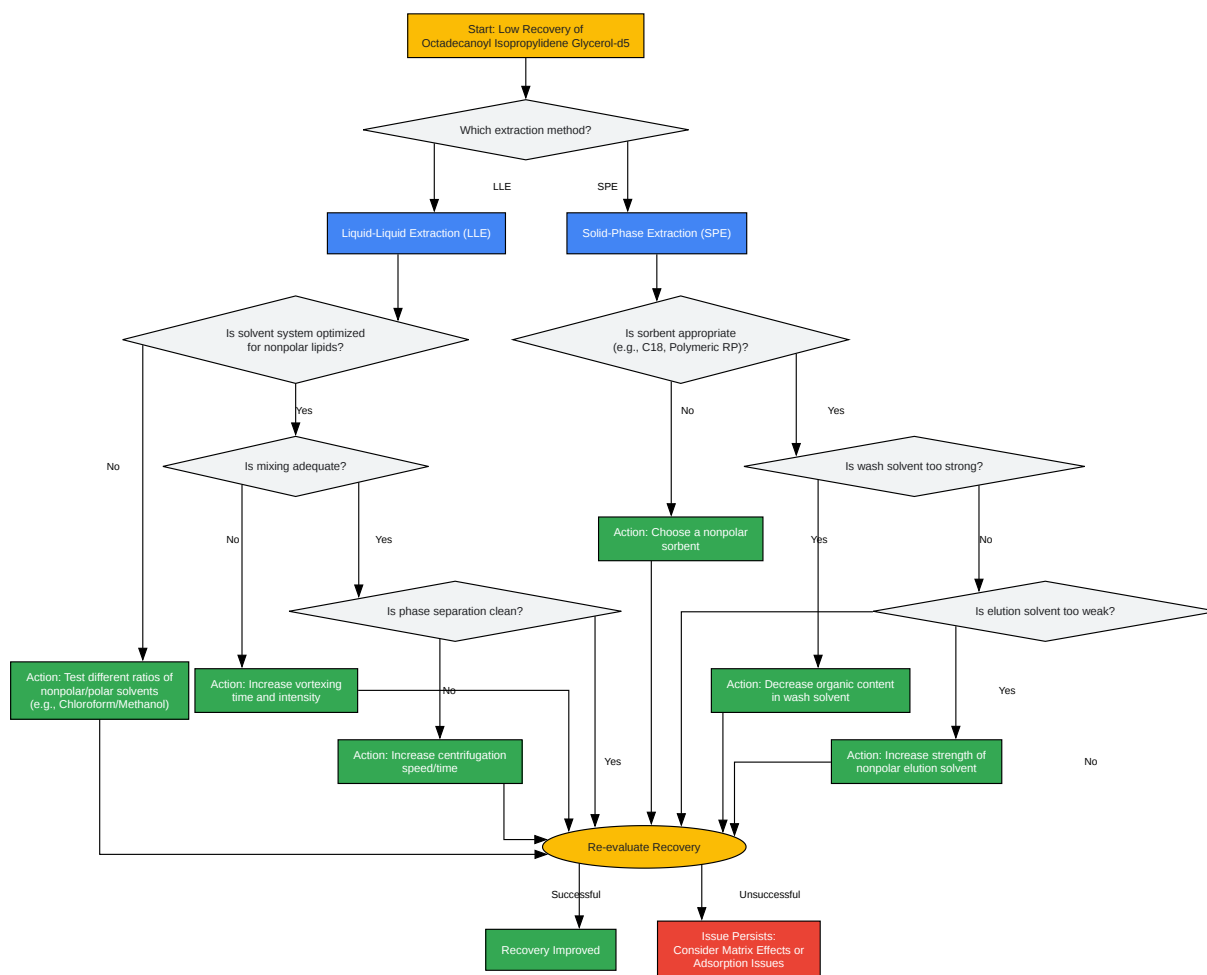 Start: Low Recovery of
Octadecanoyl Isopropylidene Glycerol-d5
Which extraction method?
LLE
SPE
Liquid-Liquid Extraction (LLE)
Solid-Phase Extraction (SPE)
Is solvent system optimized
for nonpolar lipids?
Is sorbent appropriate
(e.g., C18, Polymeric RP)?
Yes
No
Yes
No
Is mixing adequate?
Is wash solvent too strong?
Action: Choose a nonpolar
sorbent
No
Yes
Yes
No
Is phase separation clean?
Is elution solvent too weak?
Action: Test different ratios of
nonpolar/polar solvents
(e.g., Chloroform/Methanol)
Action: Increase vortexing
time and intensity
No
Action: Decrease organic content
in wash solvent
Yes
Action: Increase centrifugation
speed/time
Yes
Action: Increase strength of
nonpolar elution solvent
No
Re-evaluate Recovery
Successful
Unsuccessful
Recovery Improved
Issue Persists:
Consider Matrix Effects or
Adsorption Issues